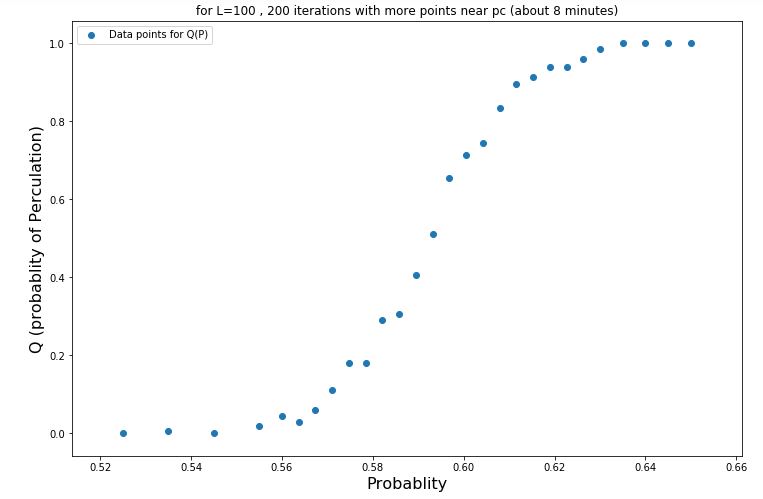 for L=100 , 200 iterations with more points near pc (about 8 minutes)
Data points for Q(P)
Q (probablity of Perculation)
1.0
0.8
0.6
0.4
0.2
0.0
0.52 0.54 0.56 0.58 0.60 0.62 0.64 0.66
Probablity